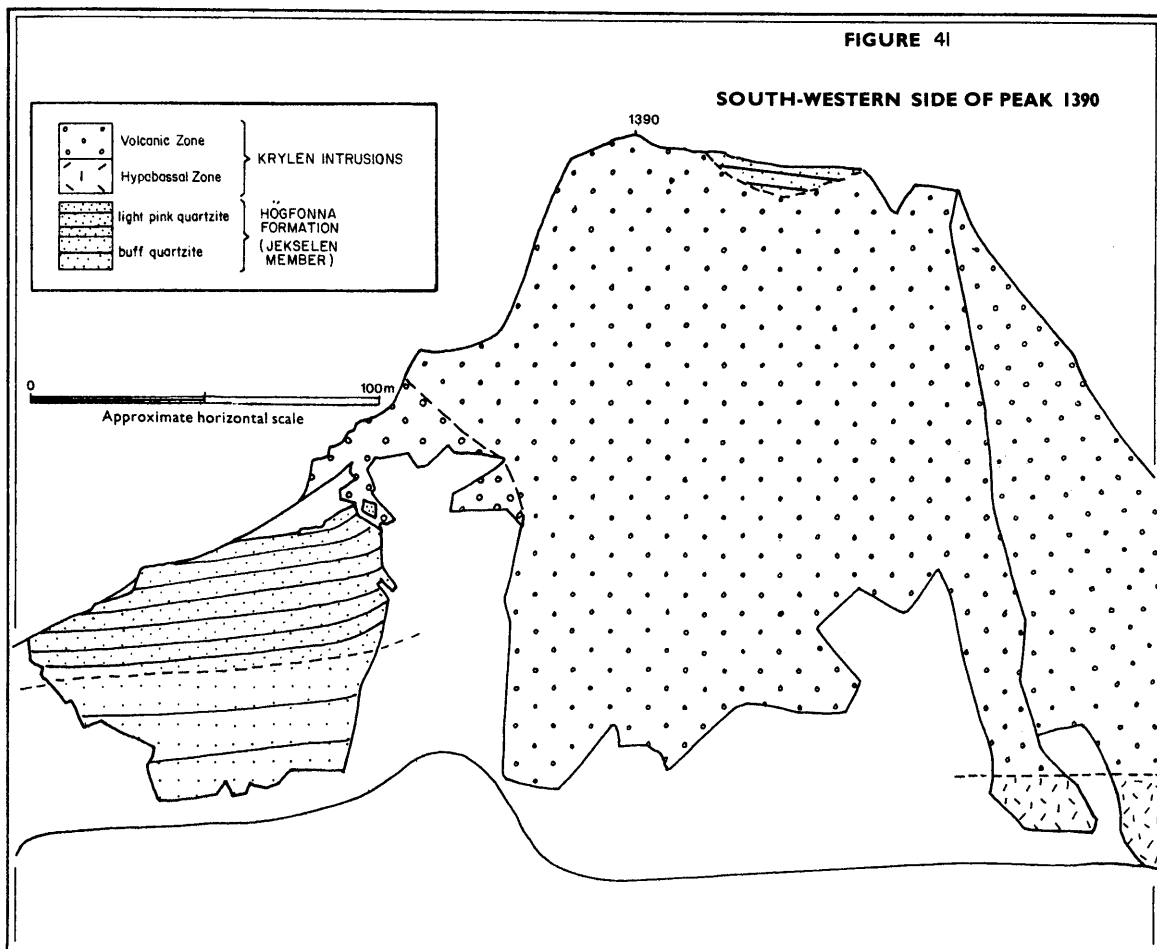 FIGURE 41
SOUTH-WESTERN SIDE OF PEAK 1390
1390
Volcanic Zone
Hypabassal Zone
KRYLEN INTRUSIONS
light pink quartzite
buff quartzite
HÖGFONNA
FORMATION
(JEKSELEN
MEMBER)
0 100m
Approximate horizontal scale